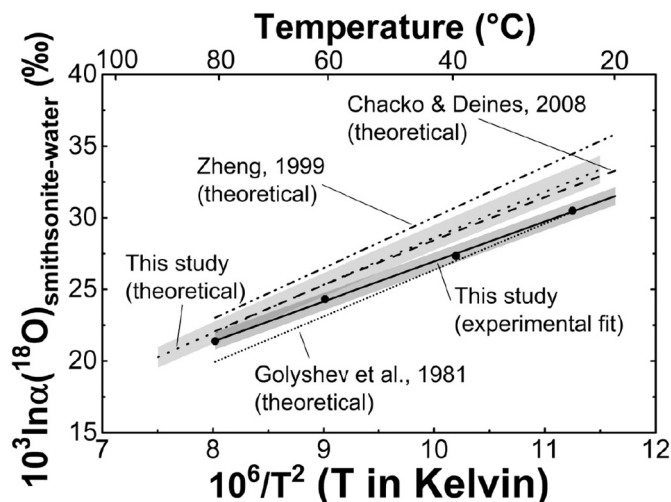 Temperature (°C)
100 80 60 40 20
10³lnα(¹⁸O)smithsonite-water (‰)
40
35
30
25
20
15
Chacko & Deines, 2008
(theoretical)
Zheng, 1999
(theoretical)
This study
(theoretical)
This study
(experimental fit)
Golyshev et al., 1981
(theoretical)
7 8 9 10 11 12
10⁶/T² (T in Kelvin)